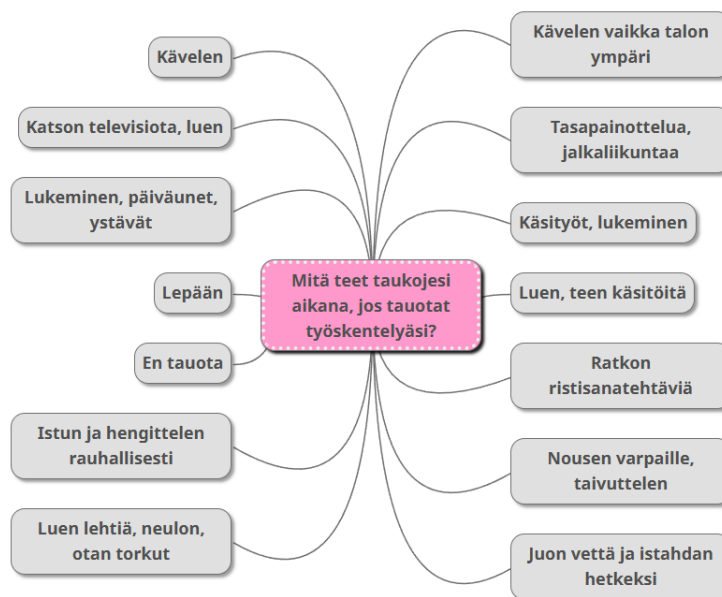 Kävelen
Katson televisiota, luen
Lukeminen, päiväunet,
ystävät
Lepään
En tauota
Istun ja hengittelen
rauhallisesti
Luen lehtiä, neulon,
otan torkut
Mitä teet taukojesi
aikana, jos tauotat
työskentelyäsi?
Kävelen vaikka talon
ympäri
Tasapainottelua,
jalkaliikuntaa
Käsityöt, lukeminen
Luen, teen käsitöitä
Ratkon
ristisanatehtäviä
Nousen varpaille,
taivuttelen
Juon vettä ja istahdan
hetkeksi